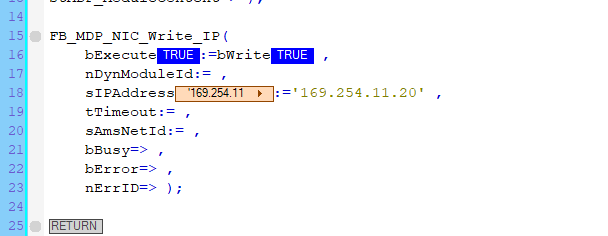 14
15 FB_MDP_NIC_Write_IP(
16 bExecute TRUE :=bWrite TRUE ,
17 nDynModuleId:= ,
18 sIPAddress '169.254.11 :='169.254.11.20' ,
19 tTimeout:= ,
20 sAmsNetId:= ,
21 bBusy=> ,
22 bError=> ,
23 nErrID=> );
24
25 RETURN